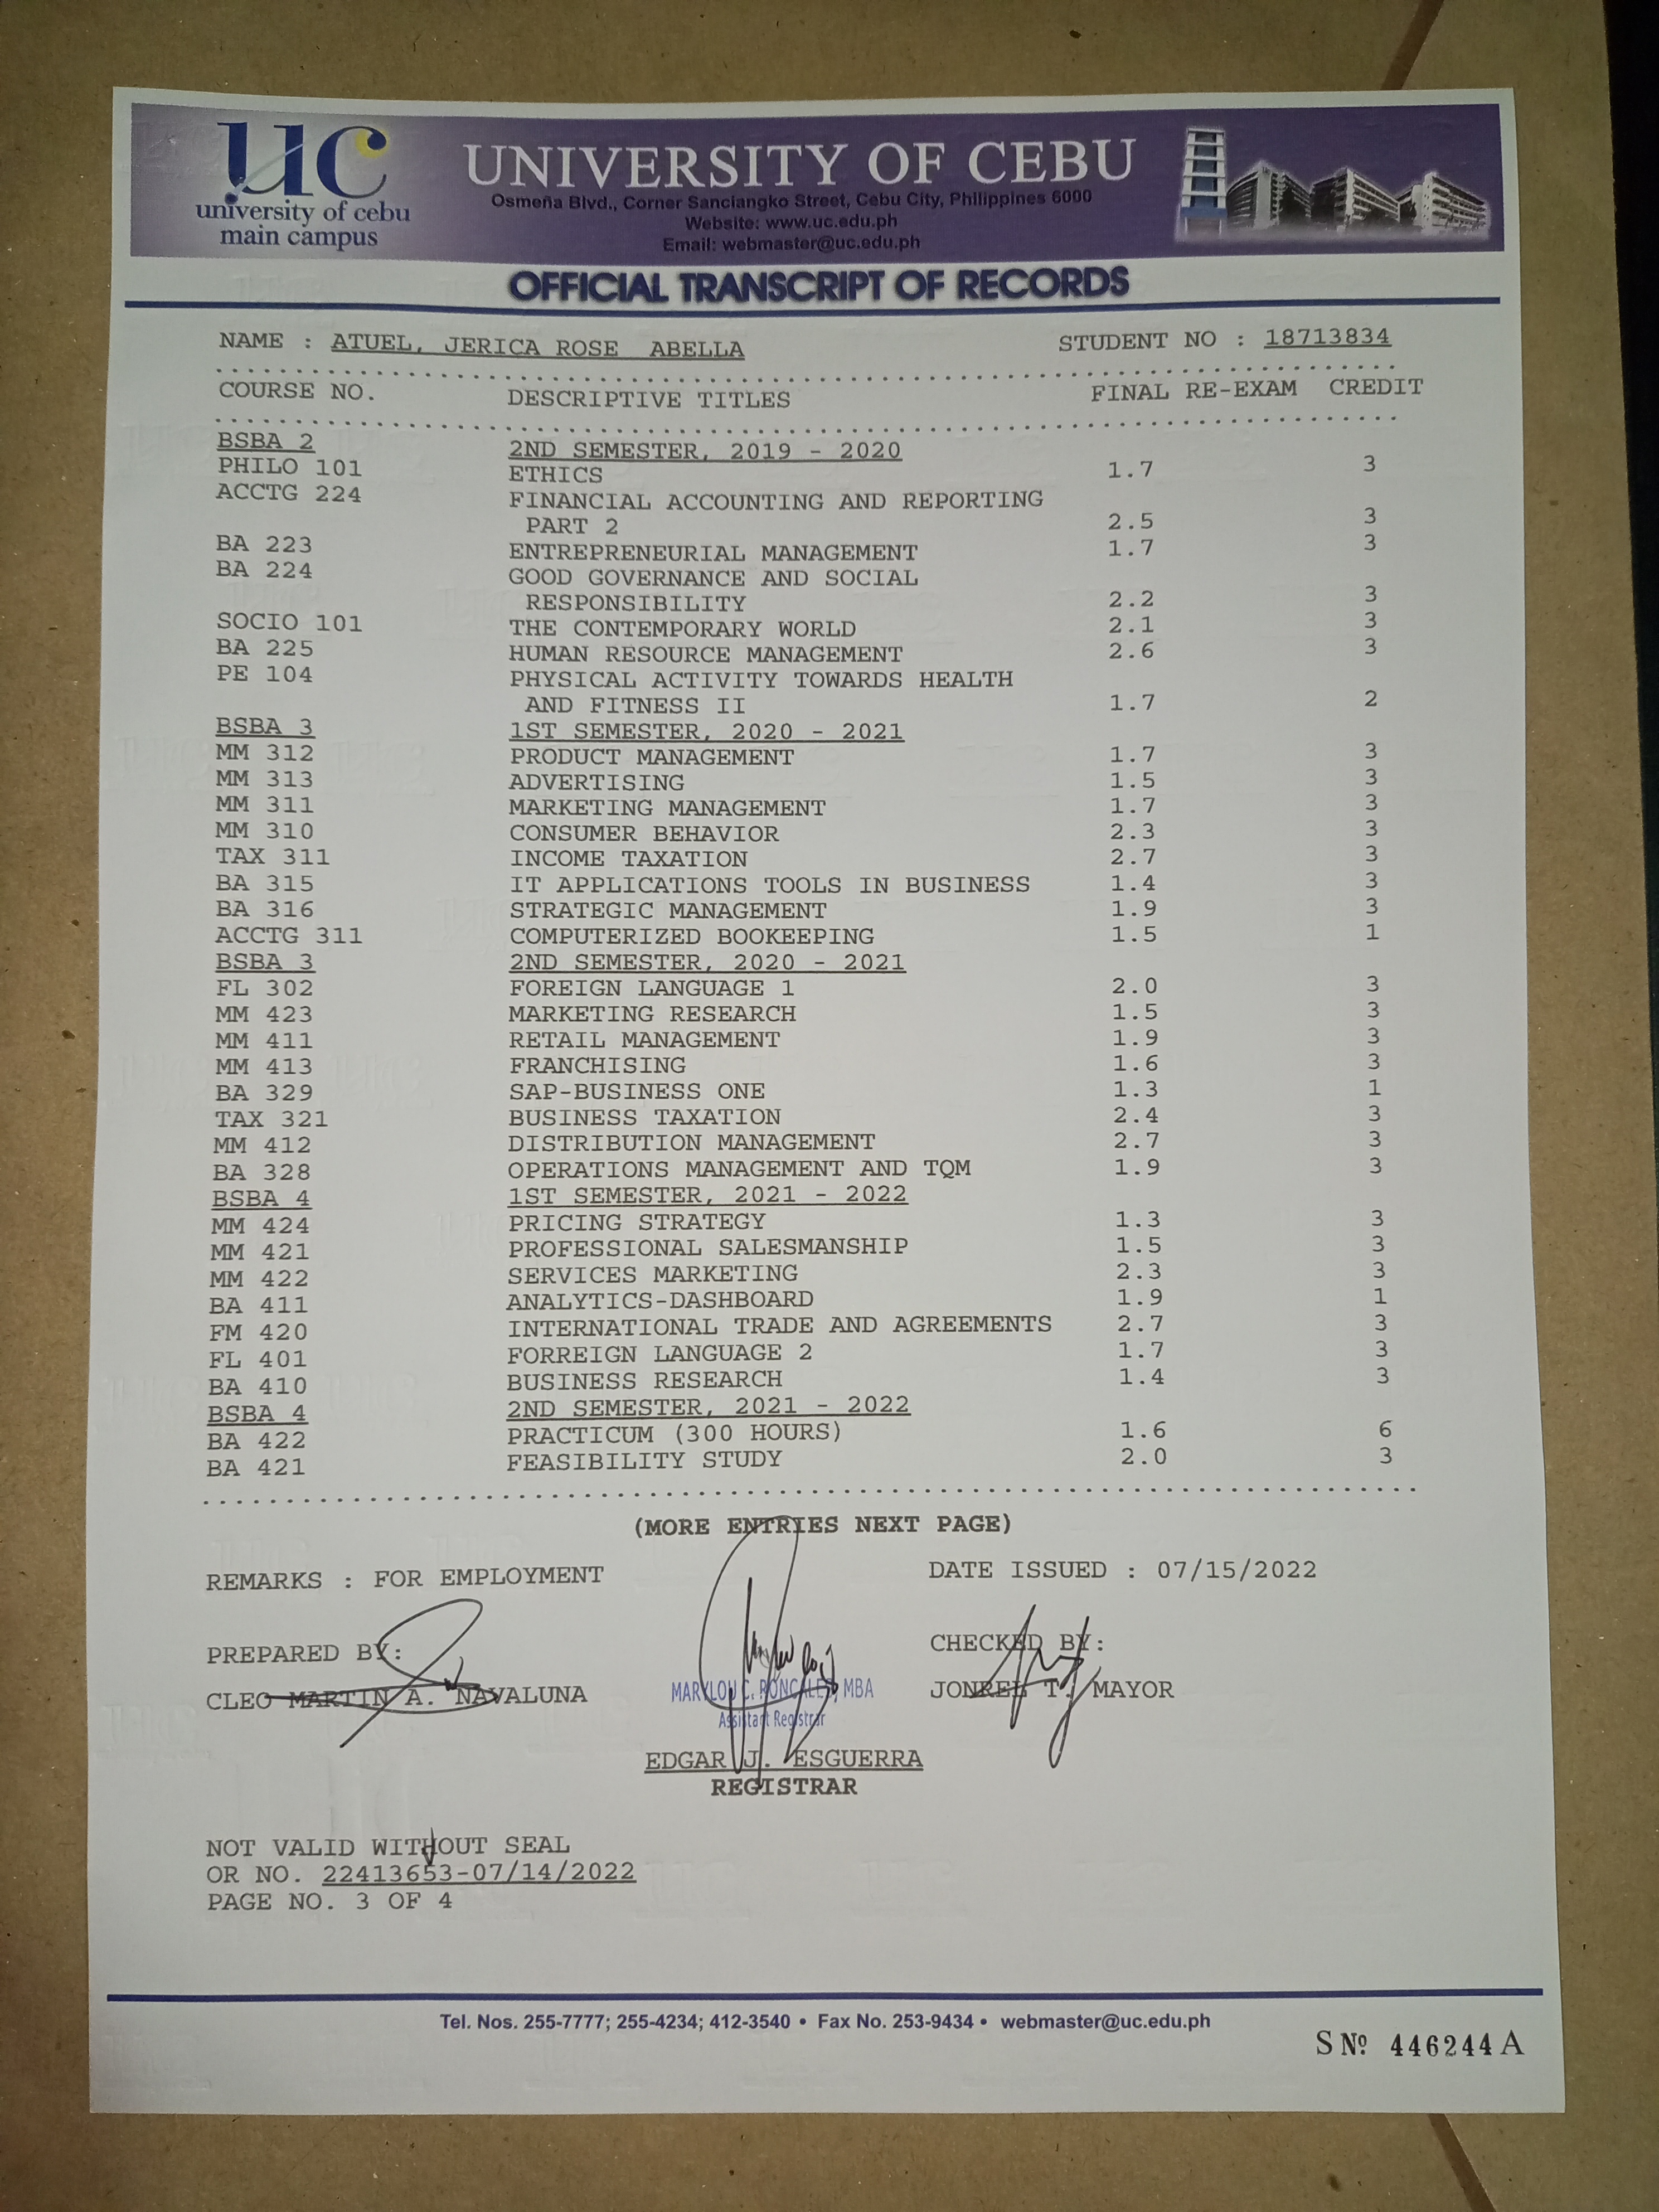 uc
university of cebu
main campus
UNIVERSITY OF CEBU
Osmeña Blvd., Corner Sanciangko Street, Cebu City, Philippines 6000
Website: www.uc.edu.ph
Email: webmaster@uc.edu.ph
OFFICIAL TRANSCRIPT OF RECORDS
NAME : ATUEL, JERICA ROSE ABELLA STUDENT NO : 18713834
COURSE NO. DESCRIPTIVE TITLES FINAL RE-EXAM CREDIT
BSBA 2 2ND SEMESTER, 2019 - 2020
PHILO 101 ETHICS 1.7 3
ACCTG 224 FINANCIAL ACCOUNTING AND REPORTING
PART 2 2.5 3
BA 223 ENTREPRENEURIAL MANAGEMENT 1.7 3
BA 224 GOOD GOVERNANCE AND SOCIAL
RESPONSIBILITY 2.2 3
SOCIO 101 THE CONTEMPORARY WORLD 2.1 3
BA 225 HUMAN RESOURCE MANAGEMENT 2.6 3
PE 104 PHYSICAL ACTIVITY TOWARDS HEALTH
AND FITNESS II 1.7 2
BSBA 3 1ST SEMESTER, 2020 - 2021
MM 312 PRODUCT MANAGEMENT 1.7 3
MM 313 ADVERTISING 1.5 3
MM 311 MARKETING MANAGEMENT 1.7 3
MM 310 CONSUMER BEHAVIOR 2.3 3
TAX 311 INCOME TAXATION 2.7 3
BA 315 IT APPLICATIONS TOOLS IN BUSINESS 1.4 3
BA 316 STRATEGIC MANAGEMENT 1.9 3
ACCTG 311 COMPUTERIZED BOOKEEPING 1.5 1
BSBA 3 2ND SEMESTER, 2020 - 2021
FL 302 FOREIGN LANGUAGE 1 2.0 3
MM 423 MARKETING RESEARCH 1.5 3
MM 411 RETAIL MANAGEMENT 1.9 3
MM 413 FRANCHISING 1.6 3
BA 329 SAP-BUSINESS ONE 1.3 1
TAX 321 BUSINESS TAXATION 2.4 3
MM 412 DISTRIBUTION MANAGEMENT 2.7 3
BA 328 OPERATIONS MANAGEMENT AND TQM 1.9 3
BSBA 4 1ST SEMESTER, 2021 - 2022
MM 424 PRICING STRATEGY 1.3 3
MM 421 PROFESSIONAL SALESMANSHIP 1.5 3
MM 422 SERVICES MARKETING 2.3 3
BA 411 ANALYTICS-DASHBOARD 1.9 1
FM 420 INTERNATIONAL TRADE AND AGREEMENTS 2.7 3
FL 401 FORREIGN LANGUAGE 2 1.7 3
BA 410 BUSINESS RESEARCH 1.4 3
BSBA 4 2ND SEMESTER, 2021 - 2022
BA 422 PRACTICUM (300 HOURS) 1.6 6
BA 421 FEASIBILITY STUDY 2.0 3
(MORE ENTRIES NEXT PAGE)
REMARKS : FOR EMPLOYMENT DATE ISSUED : 07/15/2022
PREPARED BY: CHECKED BY:
CLEO MARTIN A. NAVALUNA MARYLOU C. RONCALES, MBA JONREL T. MAYOR
Assistant Registrar
EDGAR J. ESGUERRA
REGISTRAR
NOT VALID WITHOUT SEAL
OR NO. 22413653-07/14/2022
PAGE NO. 3 OF 4
Tel. Nos. 255-7777; 255-4234; 412-3540 • Fax No. 253-9434 • webmaster@uc.edu.ph
S Nº 446244 A